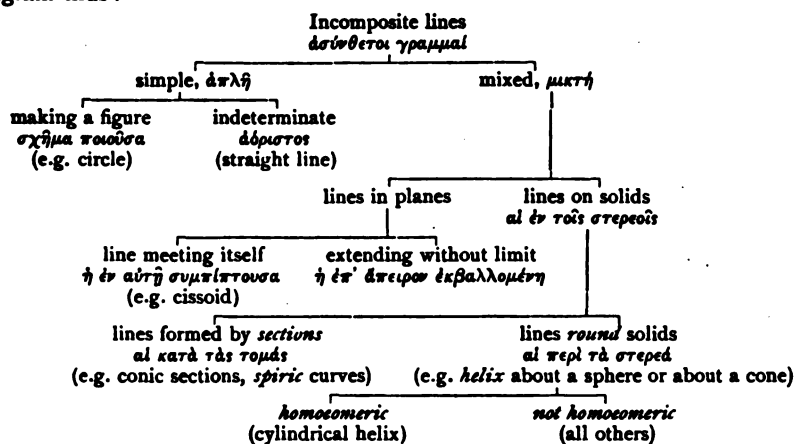 Incomposite lines
ἀσύνθετοι γραμμαί
simple, ἁπλῆ
mixed, μικτή
making a figure
σχῆμα ποιοῦσα
(e.g. circle)
indeterminate
ἀόριστος
(straight line)
lines in planes
lines on solids
αἱ ἐν τοῖς στερεοῖς
line meeting itself
ἡ ἐν αὑτῇ συμπίπτουσα
(e.g. cissoid)
extending without limit
ἡ ἐπ' ἄπειρον ἐκβαλλομένη
lines formed by sections
αἱ κατὰ τὰς τομάς
(e.g. conic sections, spiric curves)
lines round solids
αἱ περὶ τὰ στερεά
(e.g. helix about a sphere or about a cone)
homoeomeric
(cylindrical helix)
not homoeomeric
(all others)